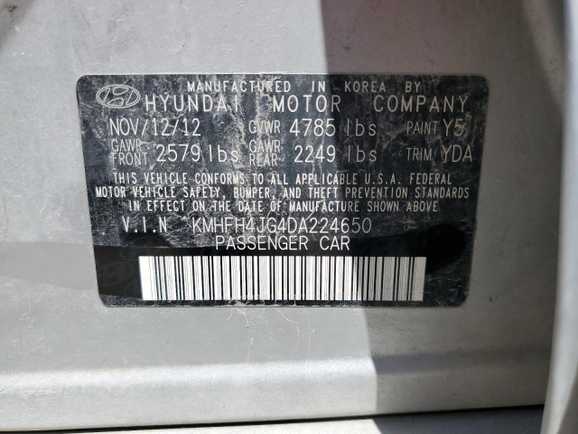 MANUFACTURED IN KOREA BY
HYUNDAI MOTOR COMPANY
NOV/12/12 GVWR 4785 lbs PAINT Y5
GAWR FRONT 2579 lbs GAWR REAR 2249 lbs TRIM YDA
THIS VEHICLE CONFORMS TO ALL APPLICABLE U.S.A. FEDERAL
MOTOR VEHICLE SAFETY, BUMPER, AND THEFT PREVENTION STANDARDS
IN EFFECT ON THE DATE OF MANUFACTURE SHOWN ABOVE.
V.I.N KMHFH4JG4DA224650
PASSENGER CAR